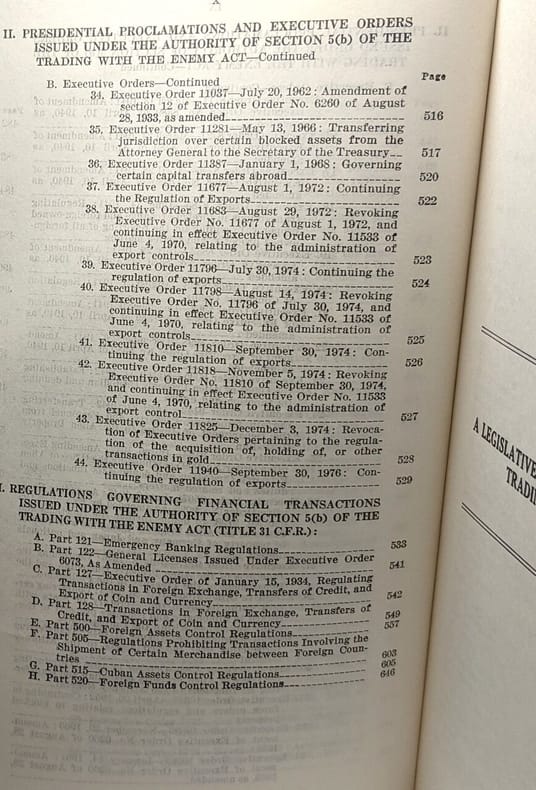 X
II. PRESIDENTIAL PROCLAMATIONS AND EXECUTIVE ORDERS
ISSUED UNDER THE AUTHORITY OF SECTION 5(b) OF THE
TRADING WITH THE ENEMY ACT—Continued
Page
B. Executive Orders—Continued
34. Executive Order 11037—July 20, 1962: Amendment of
section 12 of Executive Order No. 6260 of August
28, 1933, as amended 516
35. Executive Order 11281—May 13, 1966: Transferring
jurisdiction over certain blocked assets from the
Attorney General to the Secretary of the Treasury 517
36. Executive Order 11387—January 1, 1968: Governing
certain capital transfers abroad 520
37. Executive Order 11677—August 1, 1972: Continuing
the Regulation of Exports 522
38. Executive Order 11683—August 29, 1972: Revoking
Executive Order No. 11677 of August 1, 1972, and
continuing in effect Executive Order No. 11533 of
June 4, 1970, relating to the administration of
export controls 523
39. Executive Order 11796—July 30, 1974: Continuing the
regulation of exports 524
40. Executive Order 11798—August 14, 1974: Revoking
Executive Order No. 11796 of July 30, 1974, and
continuing in effect Executive Order No. 11533 of
June 4, 1970, relating to the administration of
export controls 525
41. Executive Order 11810—September 30, 1974: Con-
tinuing the regulation of exports 526
42. Executive Order 11818—November 5, 1974: Revoking
Executive Order No. 11810 of September 30, 1974,
and continuing in effect Executive Order No. 11533
of June 4, 1970, relating to the administration of
export control 527
43. Executive Order 11825—December 3, 1974: Revoca-
tion of Executive Orders pertaining to the regula-
tion of the acquisition of, holding of, or other
transactions in gold 528
44. Executive Order 11940—September 30, 1976: Con-
tinuing the regulation of exports 529
I. REGULATIONS GOVERNING FINANCIAL TRANSACTIONS
ISSUED UNDER THE AUTHORITY OF SECTION 5(b) OF THE
TRADING WITH THE ENEMY ACT (TITLE 31 C.F.R.):
A. Part 121—Emergency Banking Regulations 533
B. Part 122—General Licenses Issued Under Executive Order
6073, As Amended 541
C. Part 127—Executive Order of January 15, 1934, Regulating
Transactions in Foreign Exchange, Transfers of Credit, and
Export of Coin and Currency 542
D. Part 128—Transactions in Foreign Exchange, Transfers of
Credit, and Export of Coin and Currency 549
E. Part 500—Foreign Assets Control Regulations 557
F. Part 505—Regulations Prohibiting Transactions Involving the
Shipment of Certain Merchandise between Foreign Coun-
tries 603
G. Part 515—Cuban Assets Control Regulations 605
H. Part 520—Foreign Funds Control Regulations 646
A LEGISLATIVE